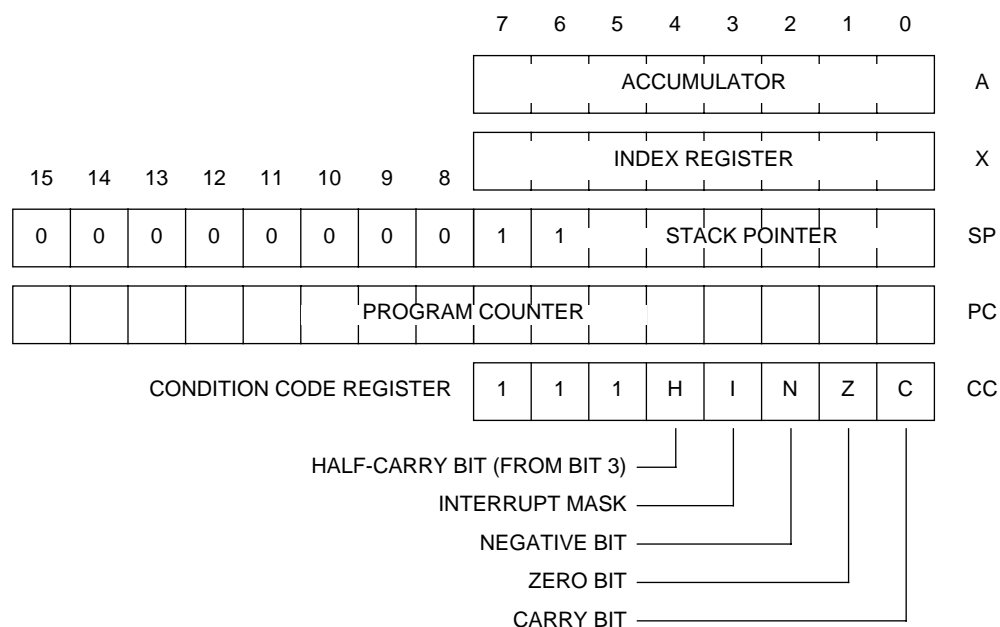 7 6 5 4 3 2 1 0
ACCUMULATOR A
INDEX REGISTER X
15 14 13 12 11 10 9 8
0 0 0 0 0 0 0 0 1 1 STACK POINTER SP
PROGRAM COUNTER PC
CONDITION CODE REGISTER 1 1 1 H I N Z C CC
HALF-CARRY BIT (FROM BIT 3)
INTERRUPT MASK
NEGATIVE BIT
ZERO BIT
CARRY BIT